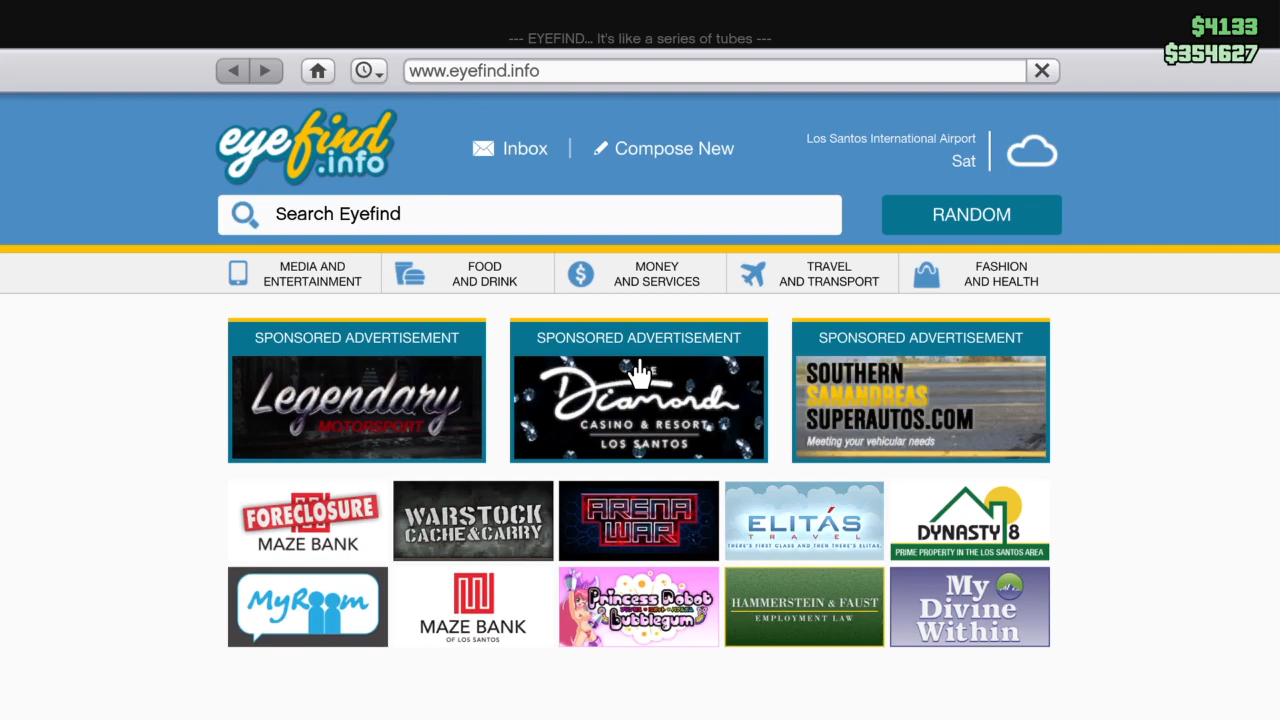 $4133
--- EYEFIND... It's like a series of tubes ---
$354627
www.eyefind.info
eyefind
.info
Inbox
Compose New
Los Santos International Airport
Sat
Search Eyefind
RANDOM
MEDIA AND
ENTERTAINMENT
FOOD
AND DRINK
MONEY
AND SERVICES
TRAVEL
AND TRANSPORT
FASHION
AND HEALTH
SPONSORED ADVERTISEMENT
Legendary
MOTORSPORT
SPONSORED ADVERTISEMENT
Diamond
CASINO & RESORT
LOS SANTOS
SPONSORED ADVERTISEMENT
SOUTHERN
SANANDREAS
SUPERAUTOS.COM
Meeting your vehicular needs
FORECLOSURE
MAZE BANK
WARSTOCK
CACHE&CARRY
ARENA
WAR
ELITÁS
TRAVEL
THERE'S FIRST CLASS AND THEN THERE'S ELITAS.
DYNASTY 8
PRIME PROPERTY IN THE LOS SANTOS AREA
MyRoom
MAZE BANK
OF LOS SANTOS
Princess Robot
Bubblegum
HAMMERSTEIN & FAUST
EMPLOYMENT LAW
My
Divine
Within